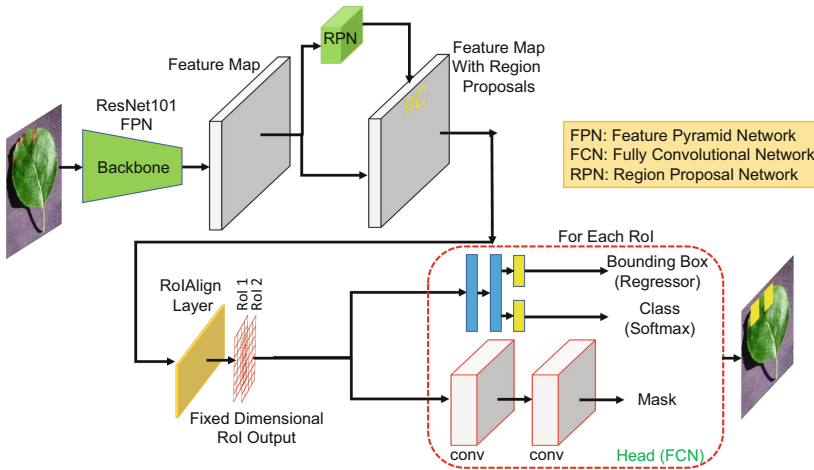 RPN
Feature Map
Feature Map
With Region
Proposals
ResNet101
FPN
Backbone
FPN: Feature Pyramid Network
FCN: Fully Convolutional Network
RPN: Region Proposal Network
For Each RoI
Bounding Box
(Regressor)
Class
(Softmax)
RoIAlign
Layer
RoI 1
RoI 2
Fixed Dimensional
RoI Output
Mask
conv
conv
Head (FCN)